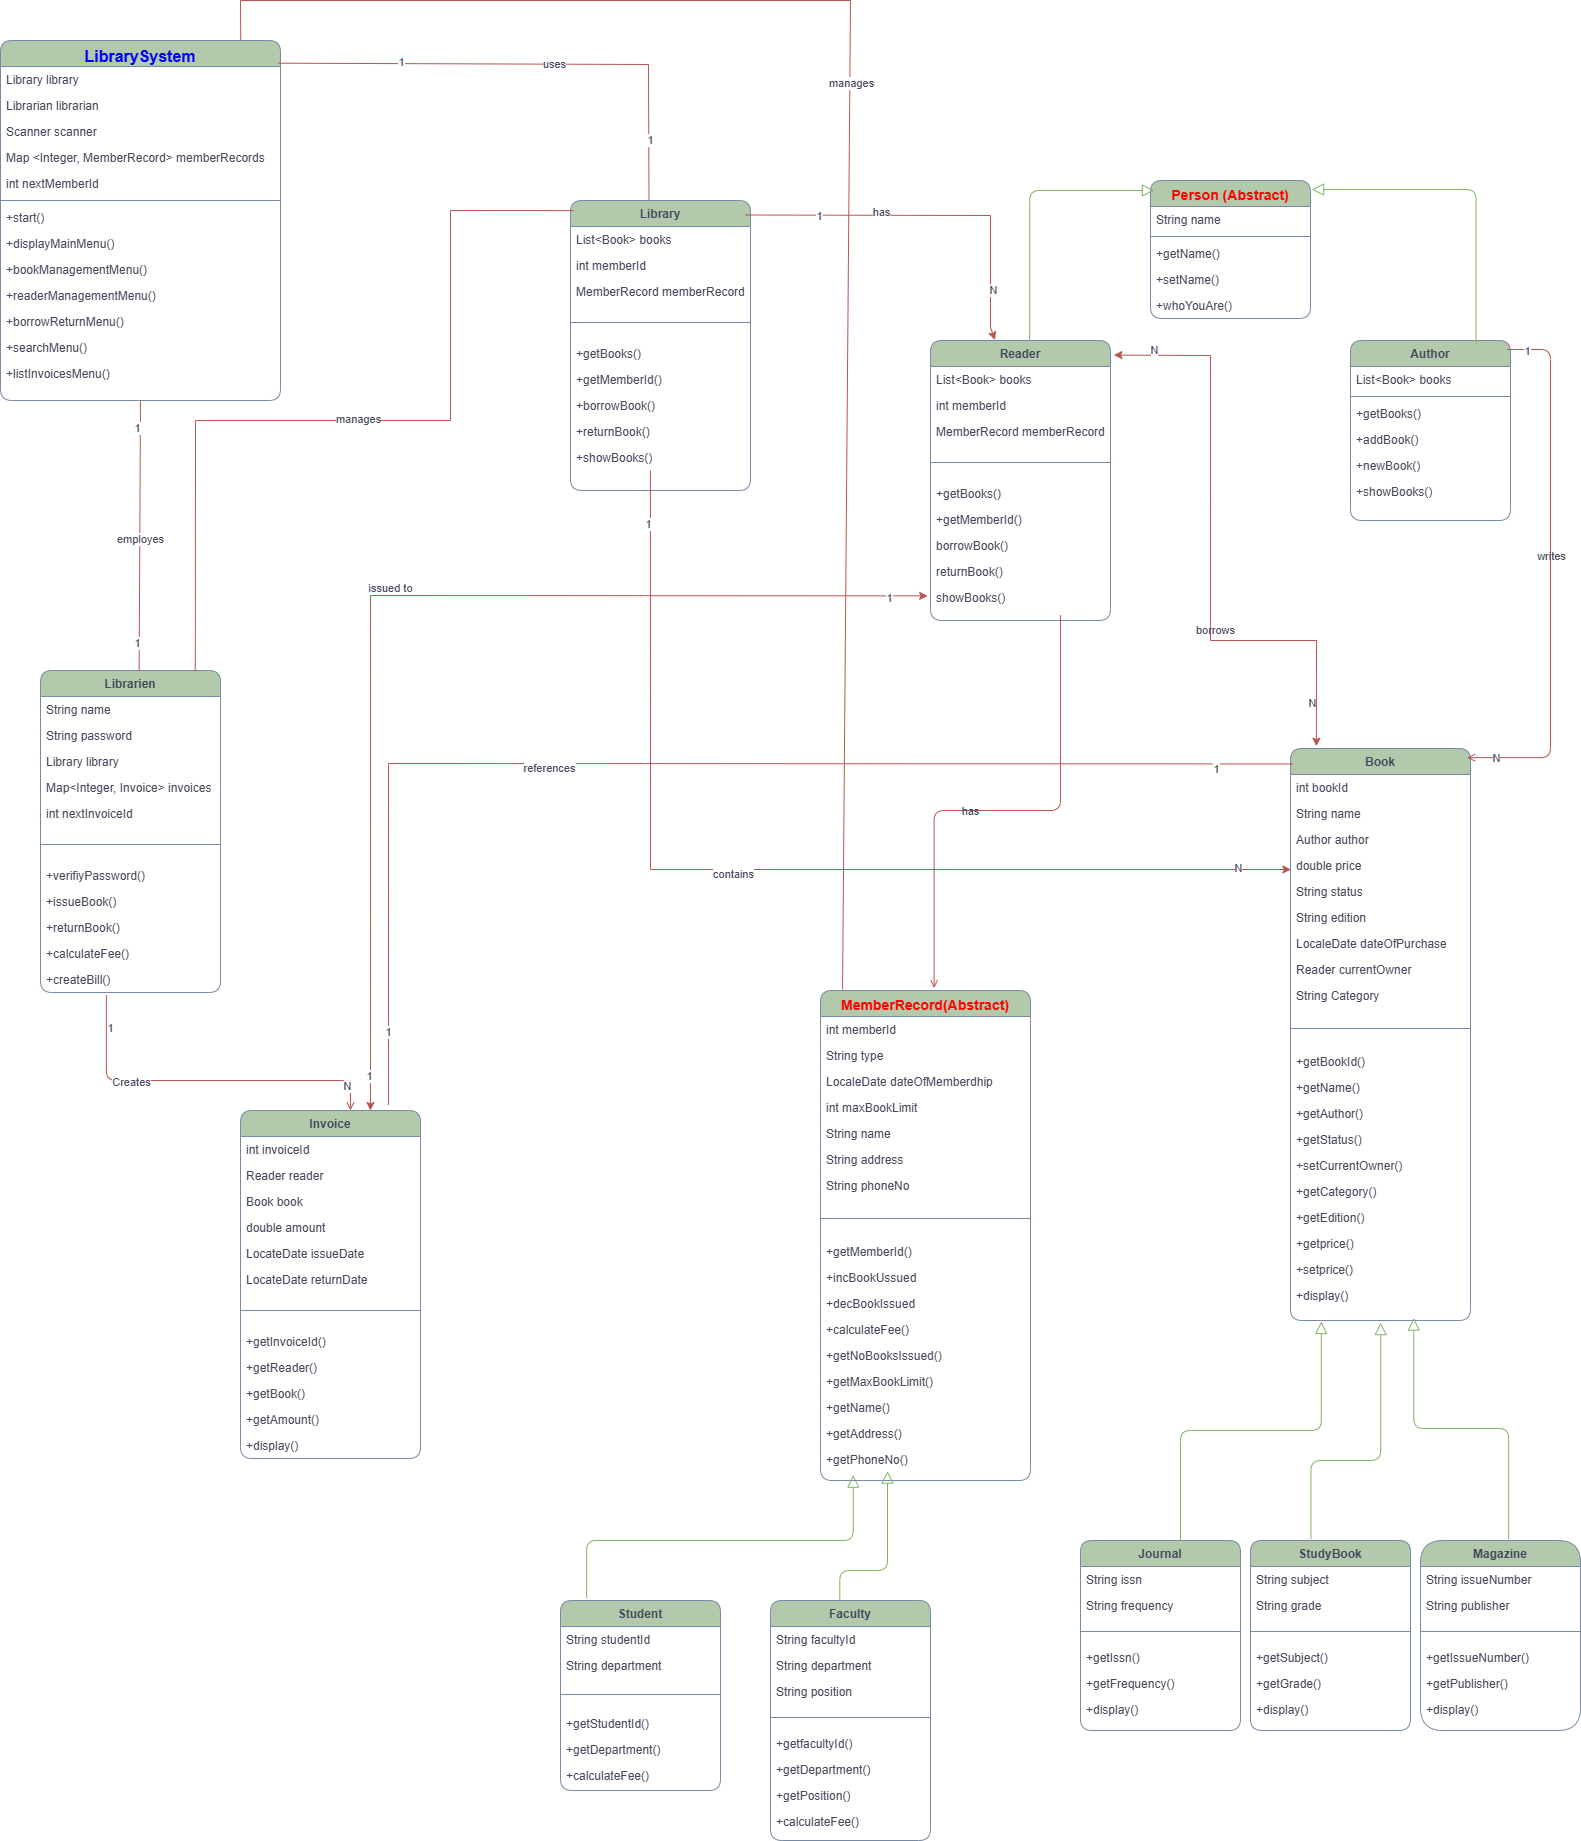 LibrarySystem
Library library
Librarian librarian
Scanner scanner
Map <Integer, MemberRecord> memberRecords
int nextMemberId
+start()
+displayMainMenu()
+bookManagementMenu()
+readerManagementMenu()
+borrowReturnMenu()
+searchMenu()
+listInvoicesMenu()
1
uses
1
manages
Library
List<Book> books
int memberId
MemberRecord memberRecord
+getBooks()
+getMemberId()
+borrowBook()
+returnBook()
+showBooks()
1
has
N
Person (Abstract)
String name
+getName()
+setName()
+whoYouAre()
Reader
List<Book> books
int memberId
MemberRecord memberRecord
+getBooks()
+getMemberId()
borrowBook()
returnBook()
showBooks()
N
Author
List<Book> books
+getBooks()
+addBook()
+newBook()
+showBooks()
1
writes
N
manages
1
employes
1
1
issued to
1
borrows
N
Librarien
String name
String password
Library library
Map<Integer, Invoice> invoices
int nextInvoiceId
+verifiyPassword()
+issueBook()
+returnBook()
+calculateFee()
+createBill()
references
1
has
contains
N
Book
int bookId
String name
Author author
double price
String status
String edition
LocaleDate dateOfPurchase
Reader currentOwner
String Category
+getBookId()
+getName()
+getAuthor()
+getStatus()
+setCurrentOwner()
+getCategory()
+getEdition()
+getprice()
+setprice()
+display()
1
Creates
N
1
1
Invoice
int invoiceId
Reader reader
Book book
double amount
LocateDate issueDate
LocateDate returnDate
+getInvoiceId()
+getReader()
+getBook()
+getAmount()
+display()
MemberRecord(Abstract)
int memberId
String type
LocaleDate dateOfMemberdhip
int maxBookLimit
String name
String address
String phoneNo
+getMemberId()
+incBookUssued
+decBookIssued
+calculateFee()
+getNoBooksIssued()
+getMaxBookLimit()
+getName()
+getAddress()
+getPhoneNo()
Student
String studentId
String department
+getStudentId()
+getDepartment()
+calculateFee()
Faculty
String facultyId
String department
String position
+getfacultyId()
+getDepartment()
+getPosition()
+calculateFee()
Journal
String issn
String frequency
+getIssn()
+getFrequency()
+display()
StudyBook
String subject
String grade
+getSubject()
+getGrade()
+display()
Magazine
String issueNumber
String publisher
+getIssueNumber()
+getPublisher()
+display()